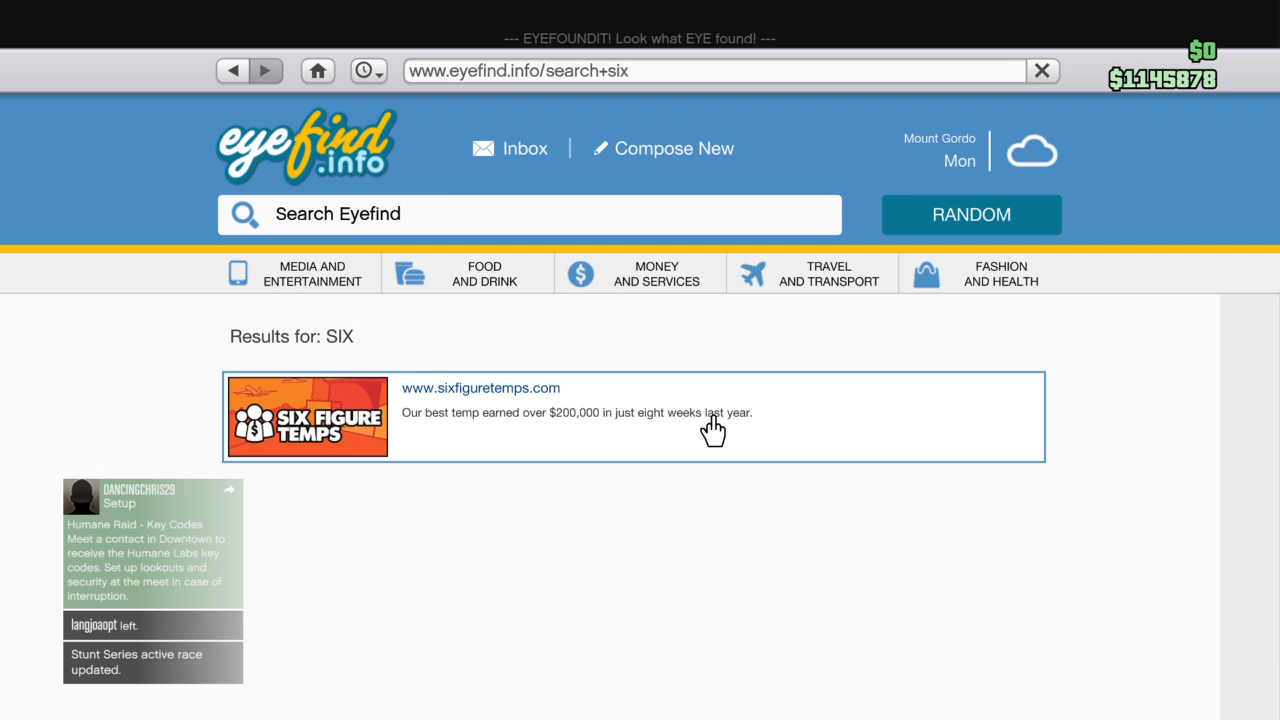 --- EYEFOUNDIT! Look what EYE found! ---
$0
www.eyefind.info/search+six
$1145878
eyefind
.info
Inbox
Compose New
Mount Gordo
Mon
Search Eyefind
RANDOM
MEDIA AND
ENTERTAINMENT
FOOD
AND DRINK
MONEY
AND SERVICES
TRAVEL
AND TRANSPORT
FASHION
AND HEALTH
Results for: SIX
SIX FIGURE
TEMPS
www.sixfiguretemps.com
Our best temp earned over $200,000 in just eight weeks last year.
DANCINGCHRIS29
Setup
Humane Raid - Key Codes
Meet a contact in Downtown to
receive the Humane Labs key
codes. Set up lookouts and
security at the meet in case of
interruption.
langjoaopt left.
Stunt Series active race
updated.